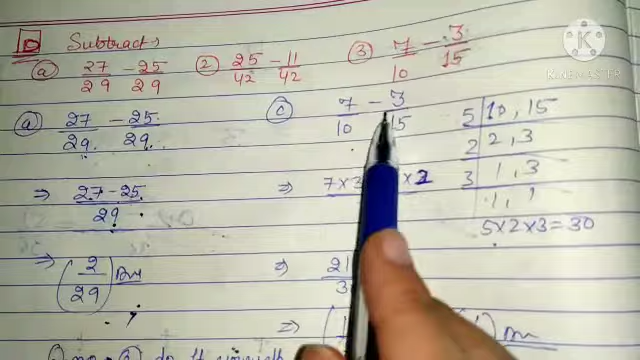 Subtract
ⓐ 27/29 - 25/29 ② 25/42 - 11/42 ③ 7/10 - 3/15
KINEMASTER
ⓐ 27/29 - 25/29
⇒ 27-25/29
⇒ (2/29) Ans
ⓒ 7/10 - 3/15
⇒ 7×3 ×2
⇒ 21
5 | 10, 15
2 | 2, 3
3 | 1, 3
1, 1
5×2×3=30
Ans